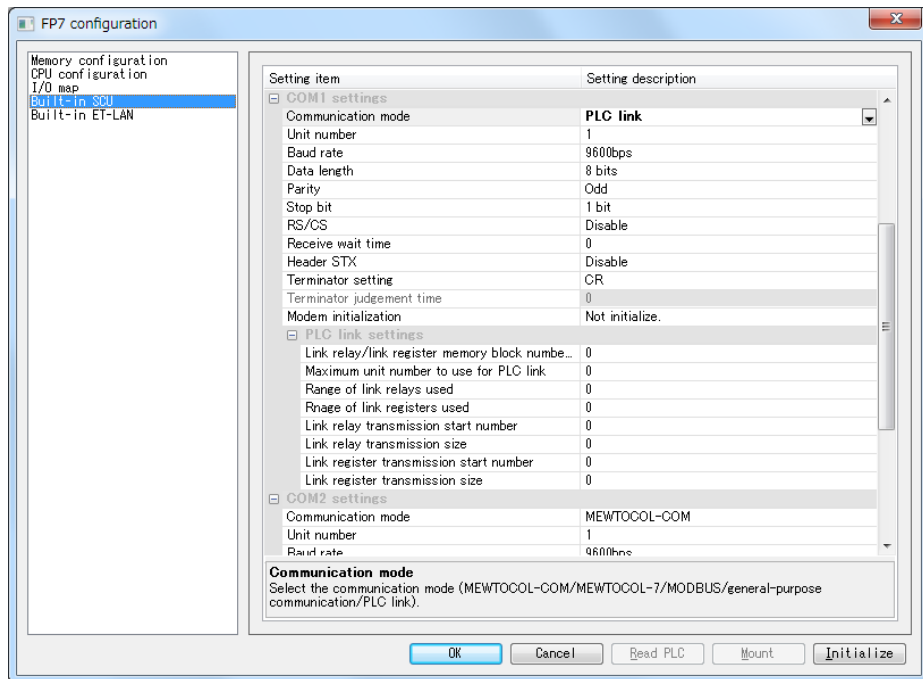 FP7 configuration
Memory configuration
CPU configuration
I/O map
Built-in SCU
Built-in ET-LAN
Setting item Setting description
COM1 settings
Communication mode PLC link
Unit number 1
Baud rate 9600bps
Data length 8 bits
Parity Odd
Stop bit 1 bit
RS/CS Disable
Receive wait time 0
Header STX Disable
Terminator setting CR
Terminator judgement time 0
Modem initialization Not initialize.
PLC link settings
Link relay/link register memory block numbe... 0
Maximum unit number to use for PLC link 0
Range of link relays used 0
Rnage of link registers used 0
Link relay transmission start number 0
Link relay transmission size 0
Link register transmission start number 0
Link register transmission size 0
COM2 settings
Communication mode MEWTOCOL-COM
Unit number 1
Baud rate 9600bps
Communication mode
Select the communication mode (MEWTOCOL-COM/MEWTOCOL-7/MODBUS/general-purpose
communication/PLC link).
OK Cancel Read PLC Mount Initialize